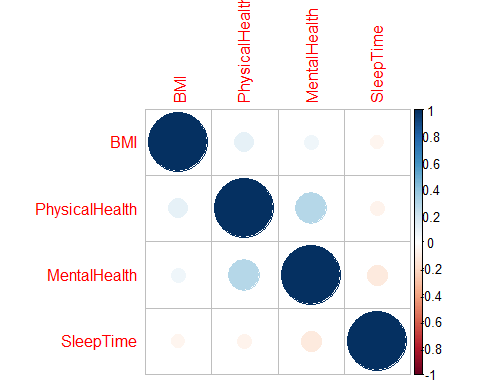 BMI
PhysicalHealth
MentalHealth
SleepTime
BMI
PhysicalHealth
MentalHealth
SleepTime
1
0.8
0.6
0.4
0.2
0
-0.2
-0.4
-0.6
-0.8
-1